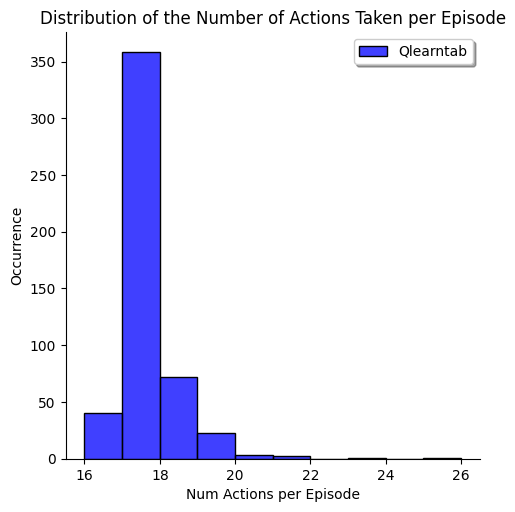 Distribution of the Number of Actions Taken per Episode
Qlearntab
Occurrence
350
300
250
200
150
100
50
0
16 18 20 22 24 26
Num Actions per Episode